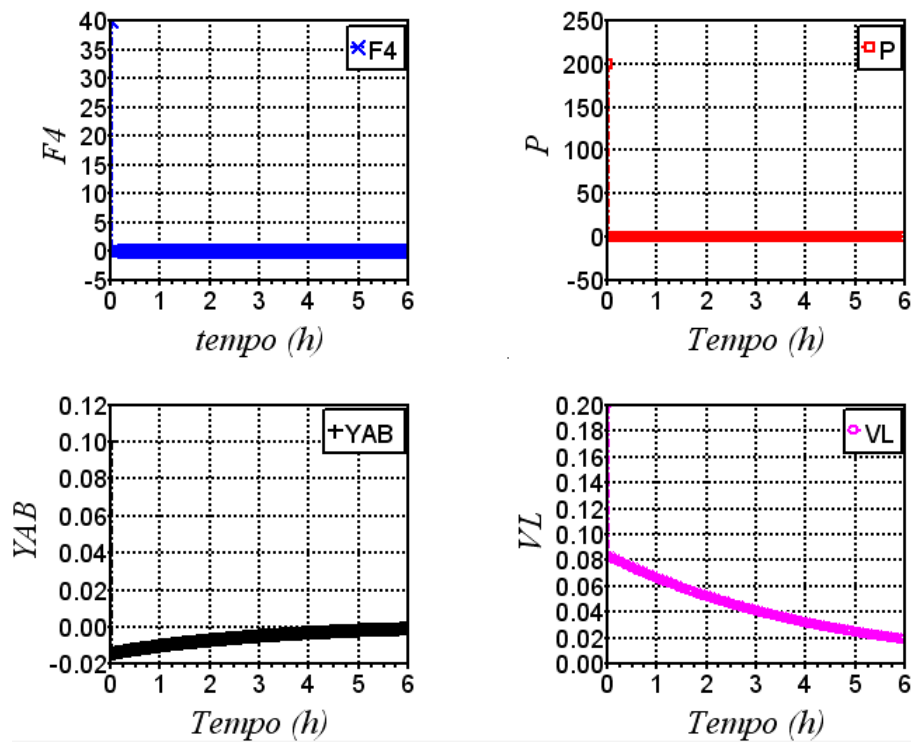 40
35
30
25
20
15
10
5
0
-5
F4
F4
0 1 2 3 4 5 6
tempo (h)
250
200
150
100
50
0
-50
P
P
0 1 2 3 4 5 6
Tempo (h)
0.12
0.10
0.08
0.06
0.04
0.02
0.00
-0.02
YAB
YAB
0 1 2 3 4 5 6
Tempo (h)
0.20
0.18
0.16
0.14
0.12
0.10
0.08
0.06
0.04
0.02
0.00
VL
VL
0 1 2 3 4 5 6
Tempo (h)